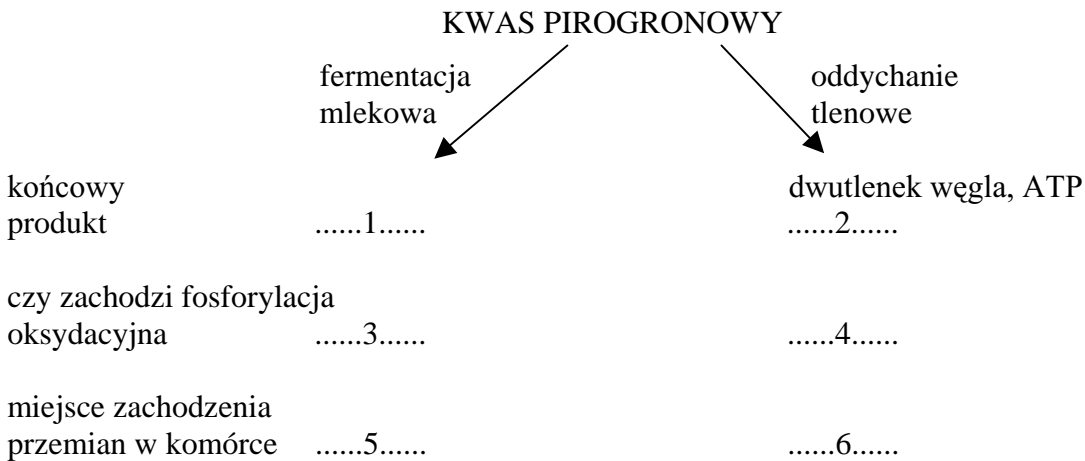 KWAS PIROGRONOWY
fermentacja oddychanie
mlekowa tlenowe
końcowy dwutlenek węgla, ATP
produkt ......1...... ......2......
czy zachodzi fosforylacja
oksydacyjna ......3...... ......4......
miejsce zachodzenia
przemian w komórce ......5...... ......6......